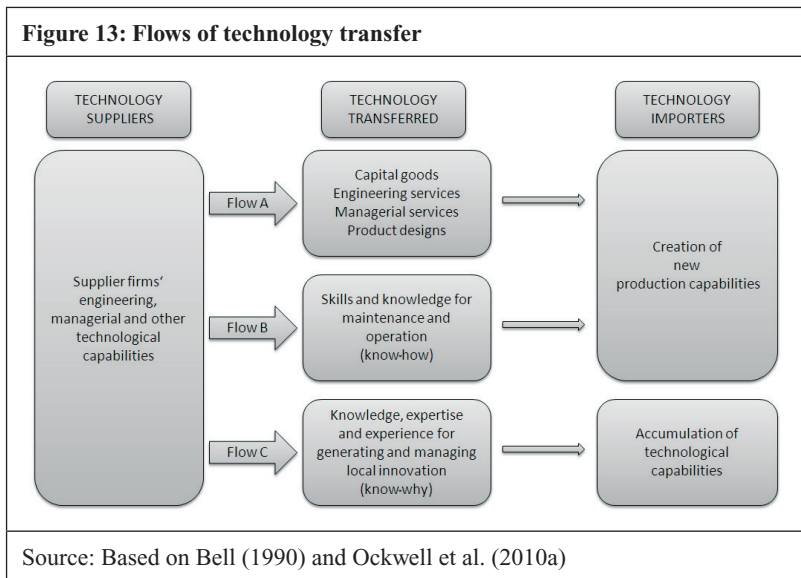 Figure 13: Flows of technology transfer
TECHNOLOGY
SUPPLIERS
TECHNOLOGY
TRANSFERRED
TECHNOLOGY
IMPORTERS
Supplier firms‘
engineering,
managerial and other
technological
capabilities
Flow A
Capital goods
Engineering services
Managerial services
Product designs
Flow B
Skills and knowledge for
maintenance and
operation
(know-how)
Creation of
new
production capabilities
Flow C
Knowledge, expertise
and experience for
generating and managing
local innovation
(know-why)
Accumulation of
technological
capabilities
Source: Based on Bell (1990) and Ockwell et al. (2010a)